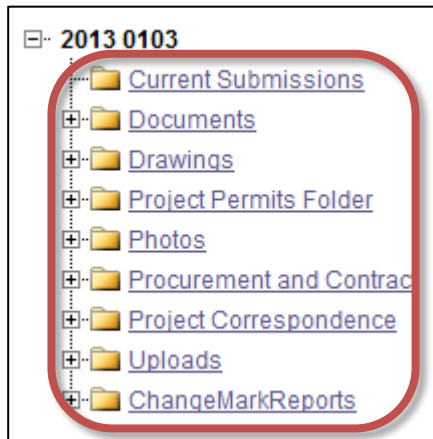 2013 0103
Current Submissions
Documents
Drawings
Project Permits Folder
Photos
Procurement and Contrac
Project Correspondence
Uploads
ChangeMarkReports